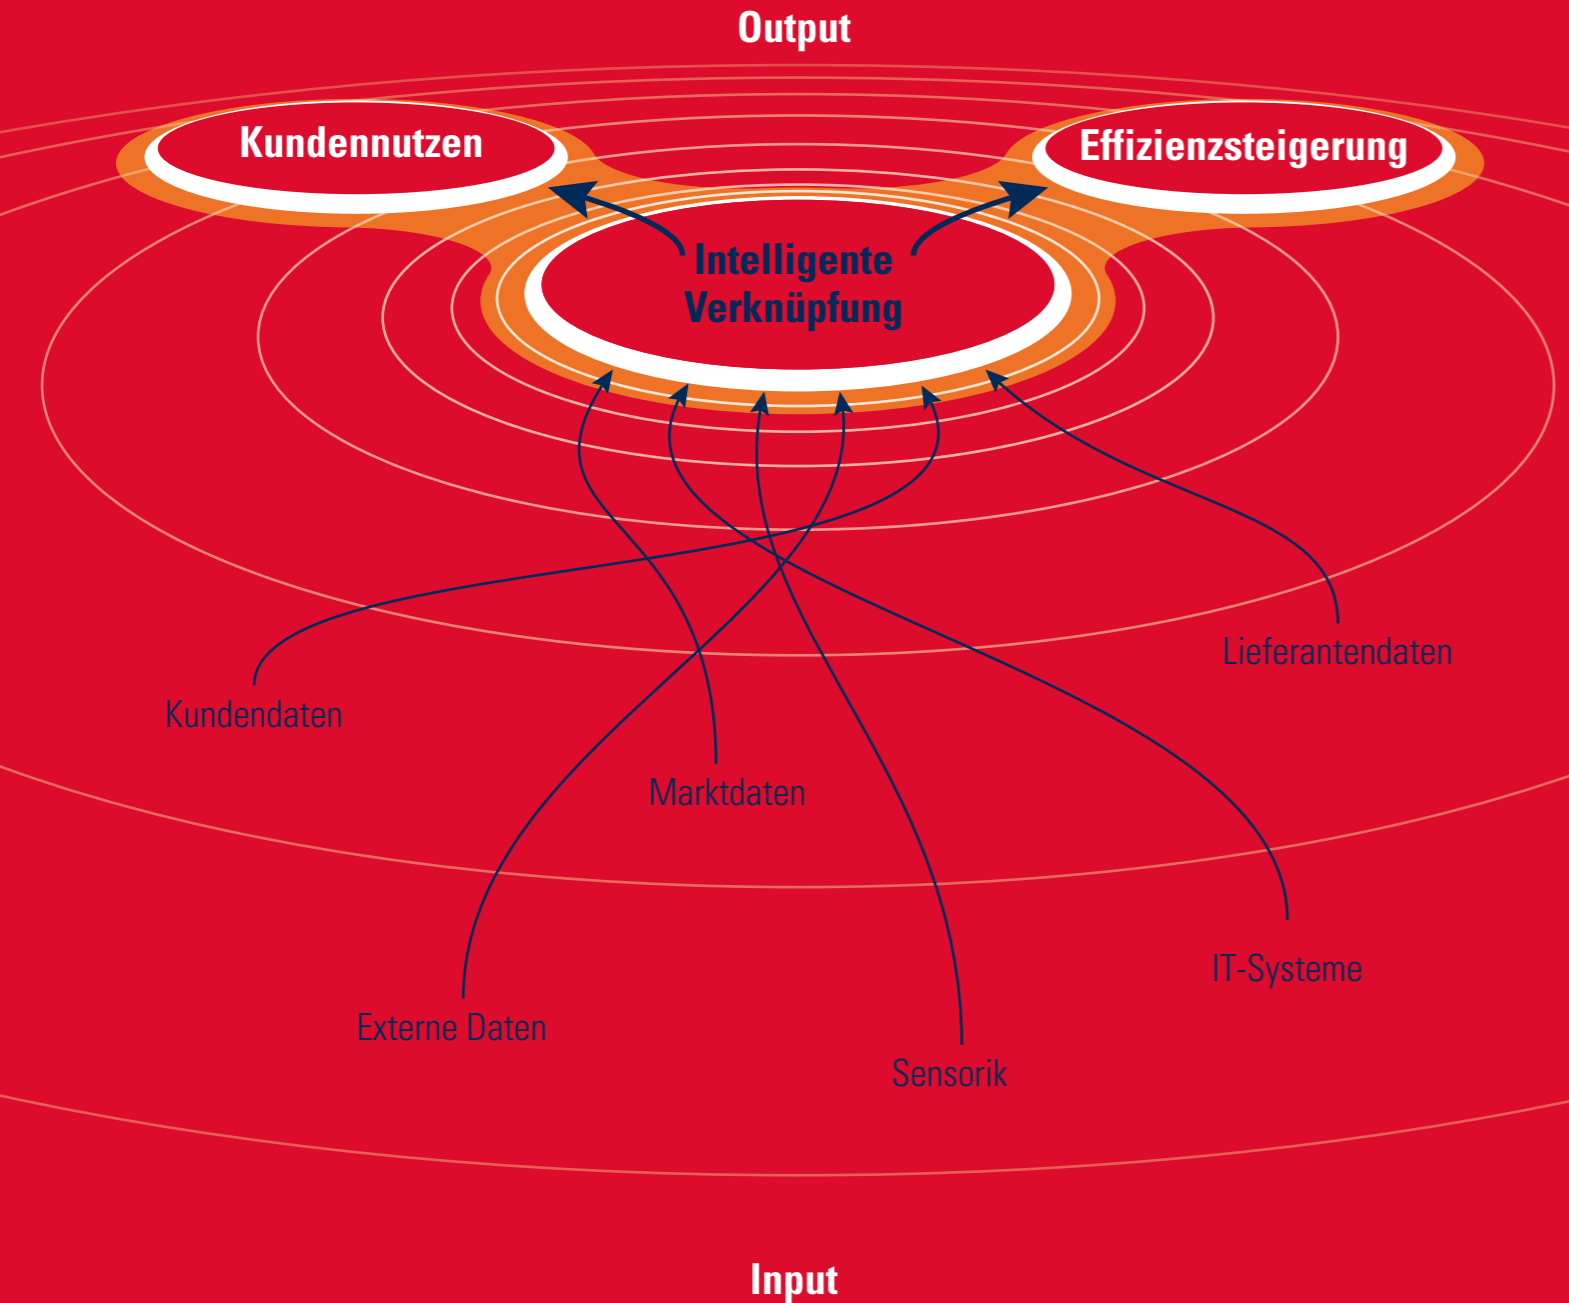 Output
Kundennutzen
Effizienzsteigerung
Intelligente
Verknüpfung
Lieferantendaten
Kundendaten
Marktdaten
IT-Systeme
Externe Daten
Sensorik
Input